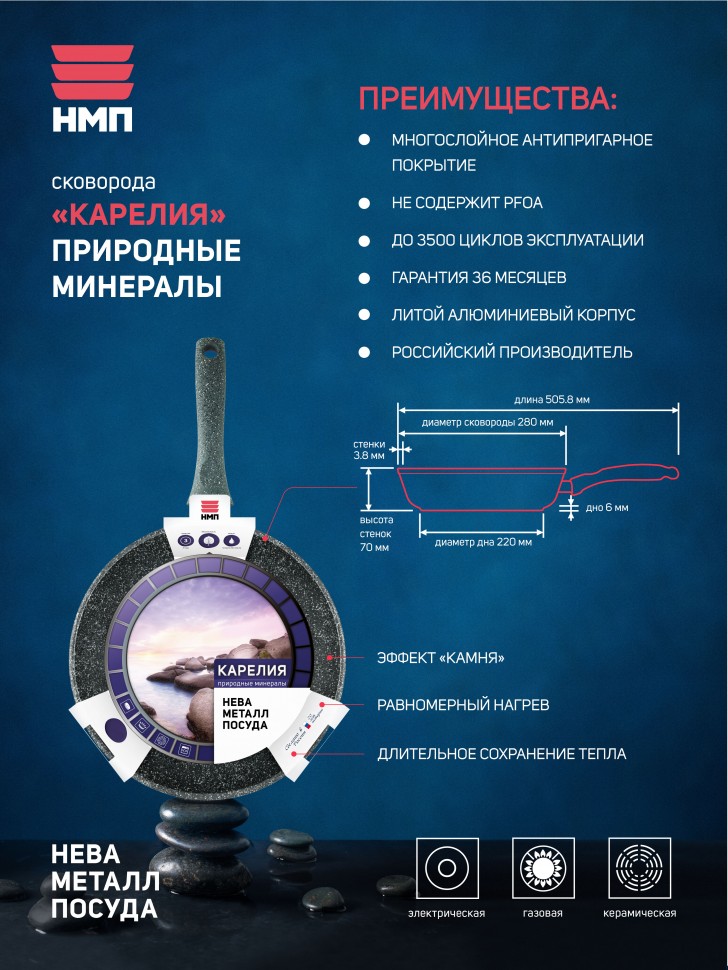 НМП
сковорода
«КАРЕЛИЯ»
ПРИРОДНЫЕ
МИНЕРАЛЫ
ПРЕИМУЩЕСТВА:
МНОГОСЛОЙНОЕ АНТИПРИГАРНОЕ
ПОКРЫТИЕ
НЕ СОДЕРЖИТ PFOA
ДО 3500 ЦИКЛОВ ЭКСПЛУАТАЦИИ
ГАРАНТИЯ 36 МЕСЯЦЕВ
ЛИТОЙ АЛЮМИНИЕВЫЙ КОРПУС
РОССИЙСКИЙ ПРОИЗВОДИТЕЛЬ
длина 505.8 мм
диаметр сковороды 280 мм
стенки
3.8 мм
дно 6 мм
высота
стенок
70 мм
диаметр дна 220 мм
НМП
3
КАРЕЛИЯ
природные минералы
НЕВА
МЕТАЛЛ
ПОСУДА
Сделано в
России
ЭФФЕКТ «КАМНЯ»
РАВНОМЕРНЫЙ НАГРЕВ
ДЛИТЕЛЬНОЕ СОХРАНЕНИЕ ТЕПЛА
НЕВА
МЕТАЛЛ
ПОСУДА
электрическая
газовая
керамическая